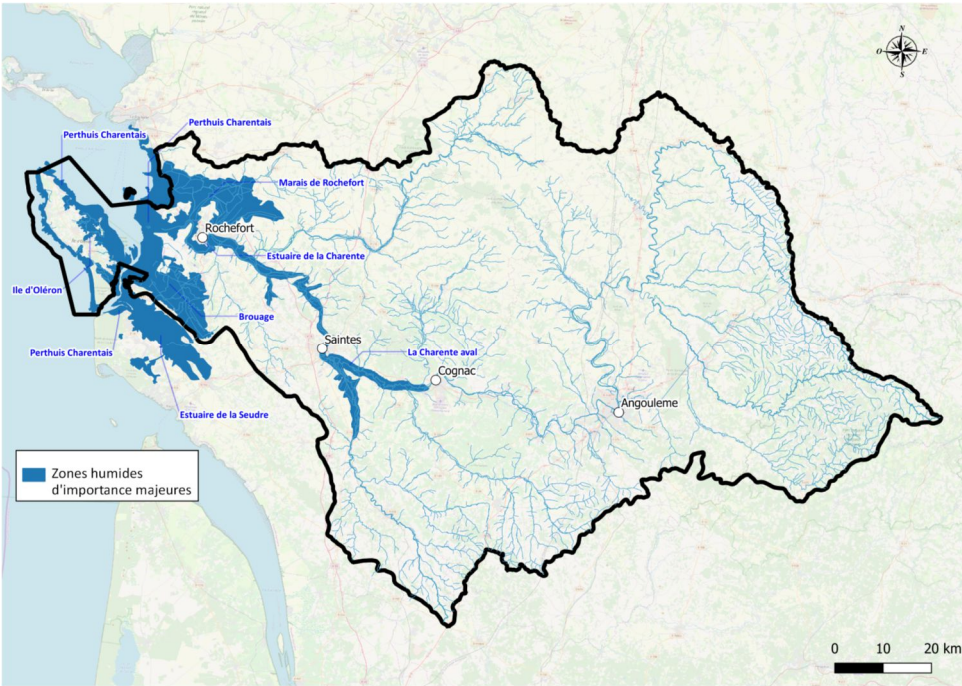 N
O
E
S
Perthuis Charentais
Perthuis Charentais
Marais de Rochefort
Rochefort
Estuaire de la Charente
Ile d'Oléron
Brouage
Saintes
Perthuis Charentais
La Charente aval
Cognac
Angouleme
Estuaire de la Seudre
Zones humides
d'importance majeures
0 10 20 km